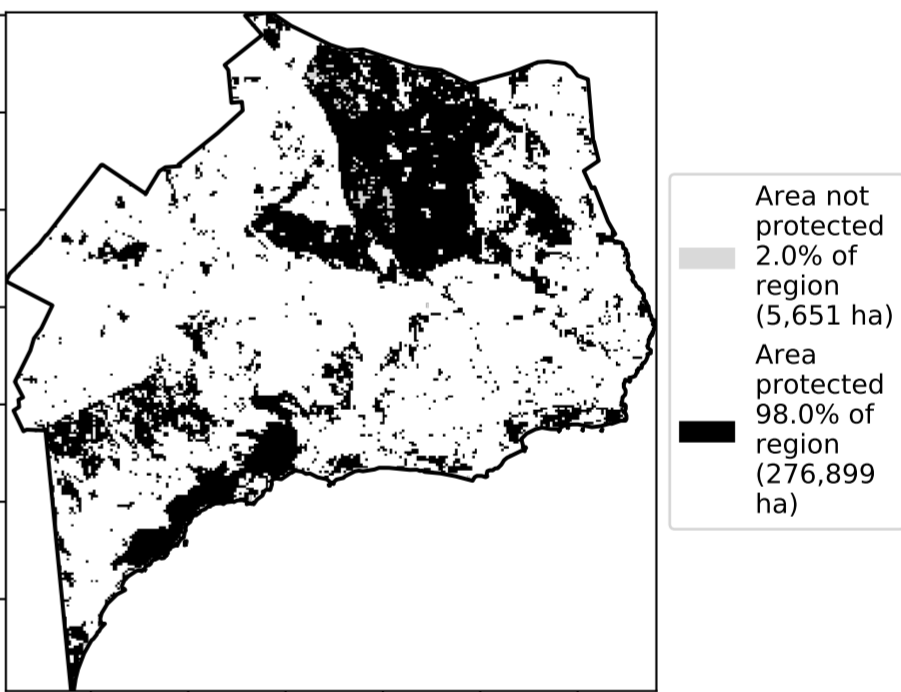 Area not
protected
2.0% of
region
(5,651 ha)
Area
protected
98.0% of
region
(276,899
ha)